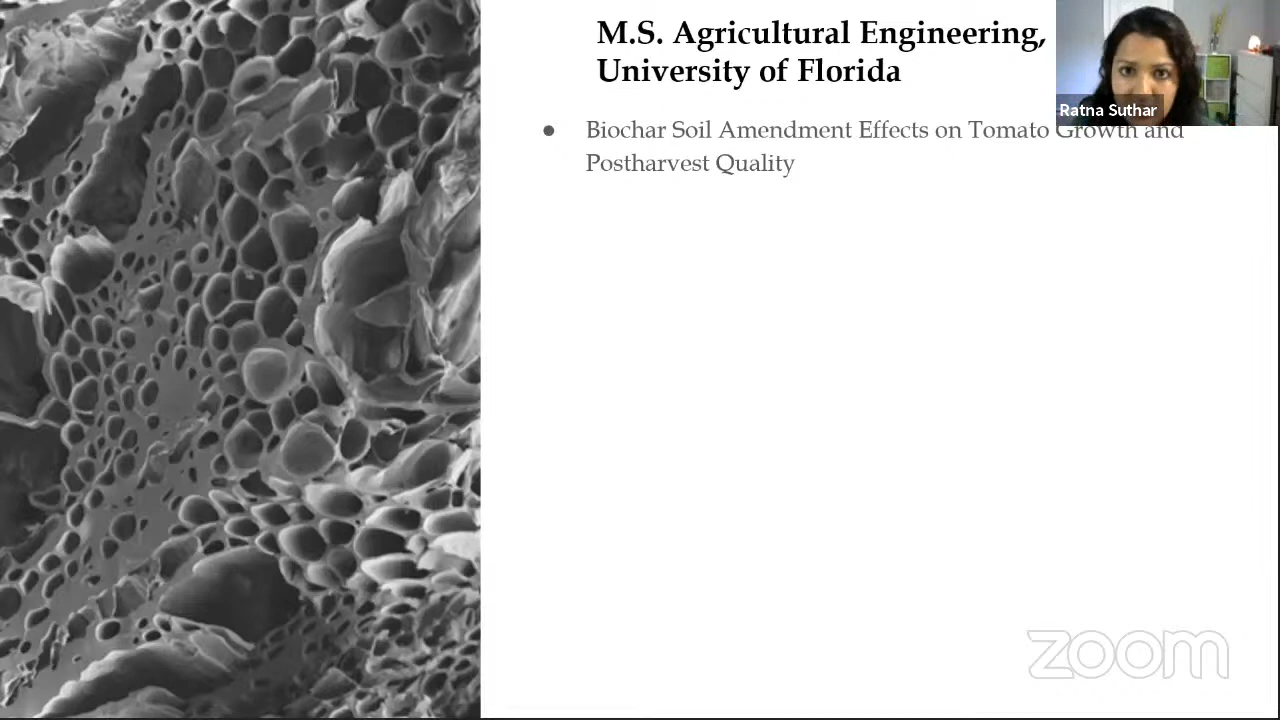 M.S. Agricultural Engineering,
University of Florida
Ratna Suthar
● Biochar Soil Amendment Effects on Tomato Growth and
Postharvest Quality
zoom